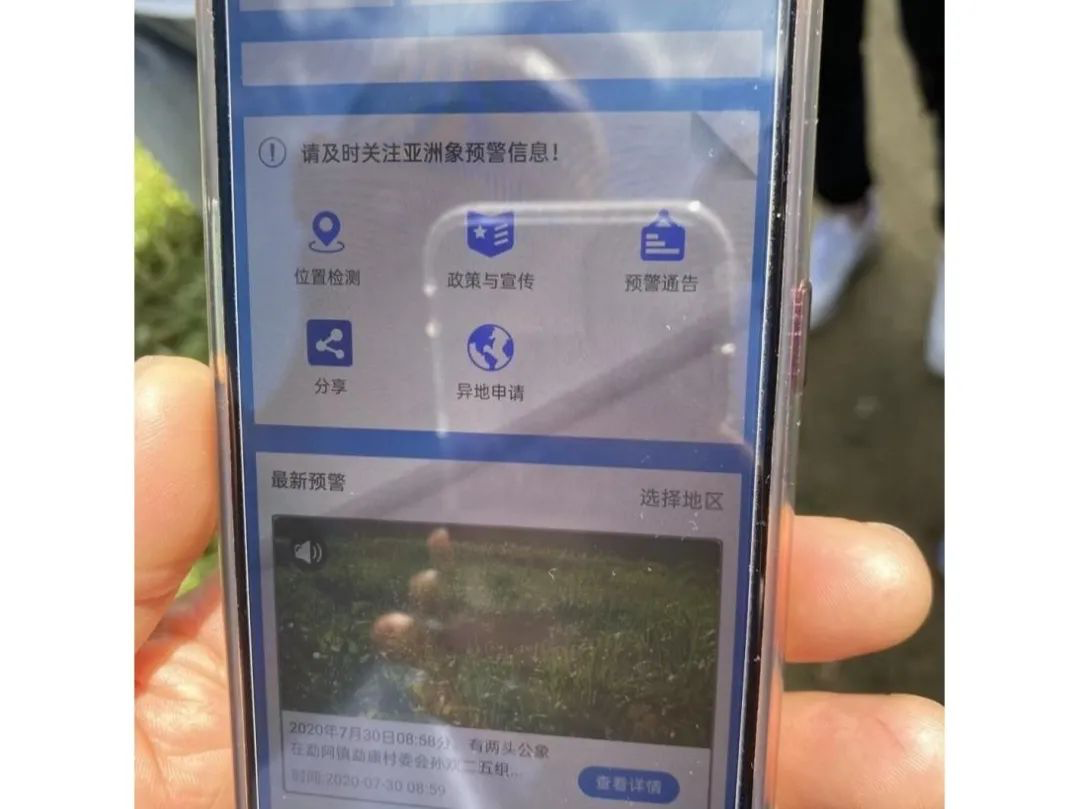 请及时关注亚洲象预警信息！
位置检测
政策与宣传
预警通告
分享
异地申请
最新预警
选择地区
2020年7月30日08:58分，有两头公象
在勐阿镇勐康村委会孙双二五组...
时间:2020-07-30 08:59
查看详情